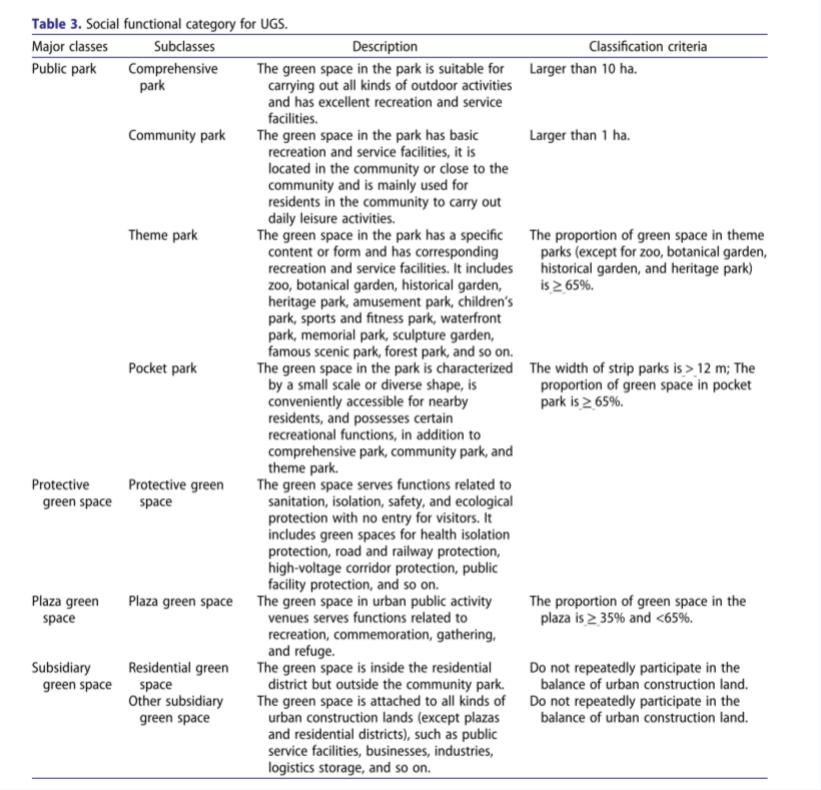 Table 3. Social functional category for UGS.
Major classes Subclasses Description Classification criteria
Public park Comprehensive park The green space in the park is suitable for Larger than 10 ha.
carrying out all kinds of outdoor activities
and has excellent recreation and service
facilities.
Community park The green space in the park has basic Larger than 1 ha.
recreation and service facilities, it is
located in the community or close to the
community and is mainly used for
residents in the community to carry out
daily leisure activities.
Theme park The green space in the park has a specific The proportion of green space in theme
content or form and has corresponding parks (except for zoo, botanical garden,
recreation and service facilities. It includes historical garden, and heritage park)
zoo, botanical garden, historical garden, is ≥ 65%.
heritage park, amusement park, children's
park, sports and fitness park, waterfront
park, memorial park, sculpture garden,
famous scenic park, forest park, and so on.
Pocket park The green space in the park is characterized The width of strip parks is > 12 m; The
by a small scale or diverse shape, is proportion of green space in pocket
conveniently accessible for nearby park is ≥ 65%.
residents, and possesses certain
recreational functions, in addition to
comprehensive park, community park, and
theme park.
Protective Protective green The green space serves functions related to
green space space sanitation, isolation, safety, and ecological
protection with no entry for visitors. It
includes green spaces for health isolation
protection, road and railway protection,
high-voltage corridor protection, public
facility protection, and so on.
Plaza green Plaza green space The green space in urban public activity The proportion of green space in the
space venues serves functions related to plaza is ≥ 35% and <65%.
recreation, commemoration, gathering,
and refuge.
Subsidiary Residential green The green space is inside the residential Do not repeatedly participate in the
green space space district but outside the community park. balance of urban construction land.
Other subsidiary The green space is attached to all kinds of Do not repeatedly participate in the
green space urban construction lands (except plazas balance of urban construction land.
and residential districts), such as public
service facilities, businesses, industries,
logistics storage, and so on.